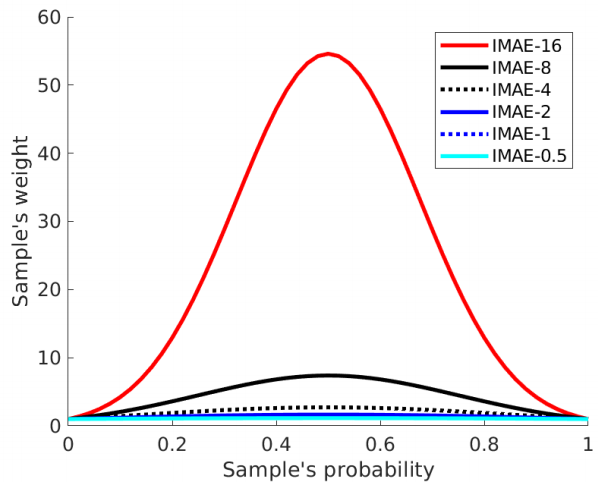 60
50
40
30
20
10
0
Sample's weight
IMAE-16
IMAE-8
IMAE-4
IMAE-2
IMAE-1
IMAE-0.5
0 0.2 0.4 0.6 0.8 1
Sample's probability